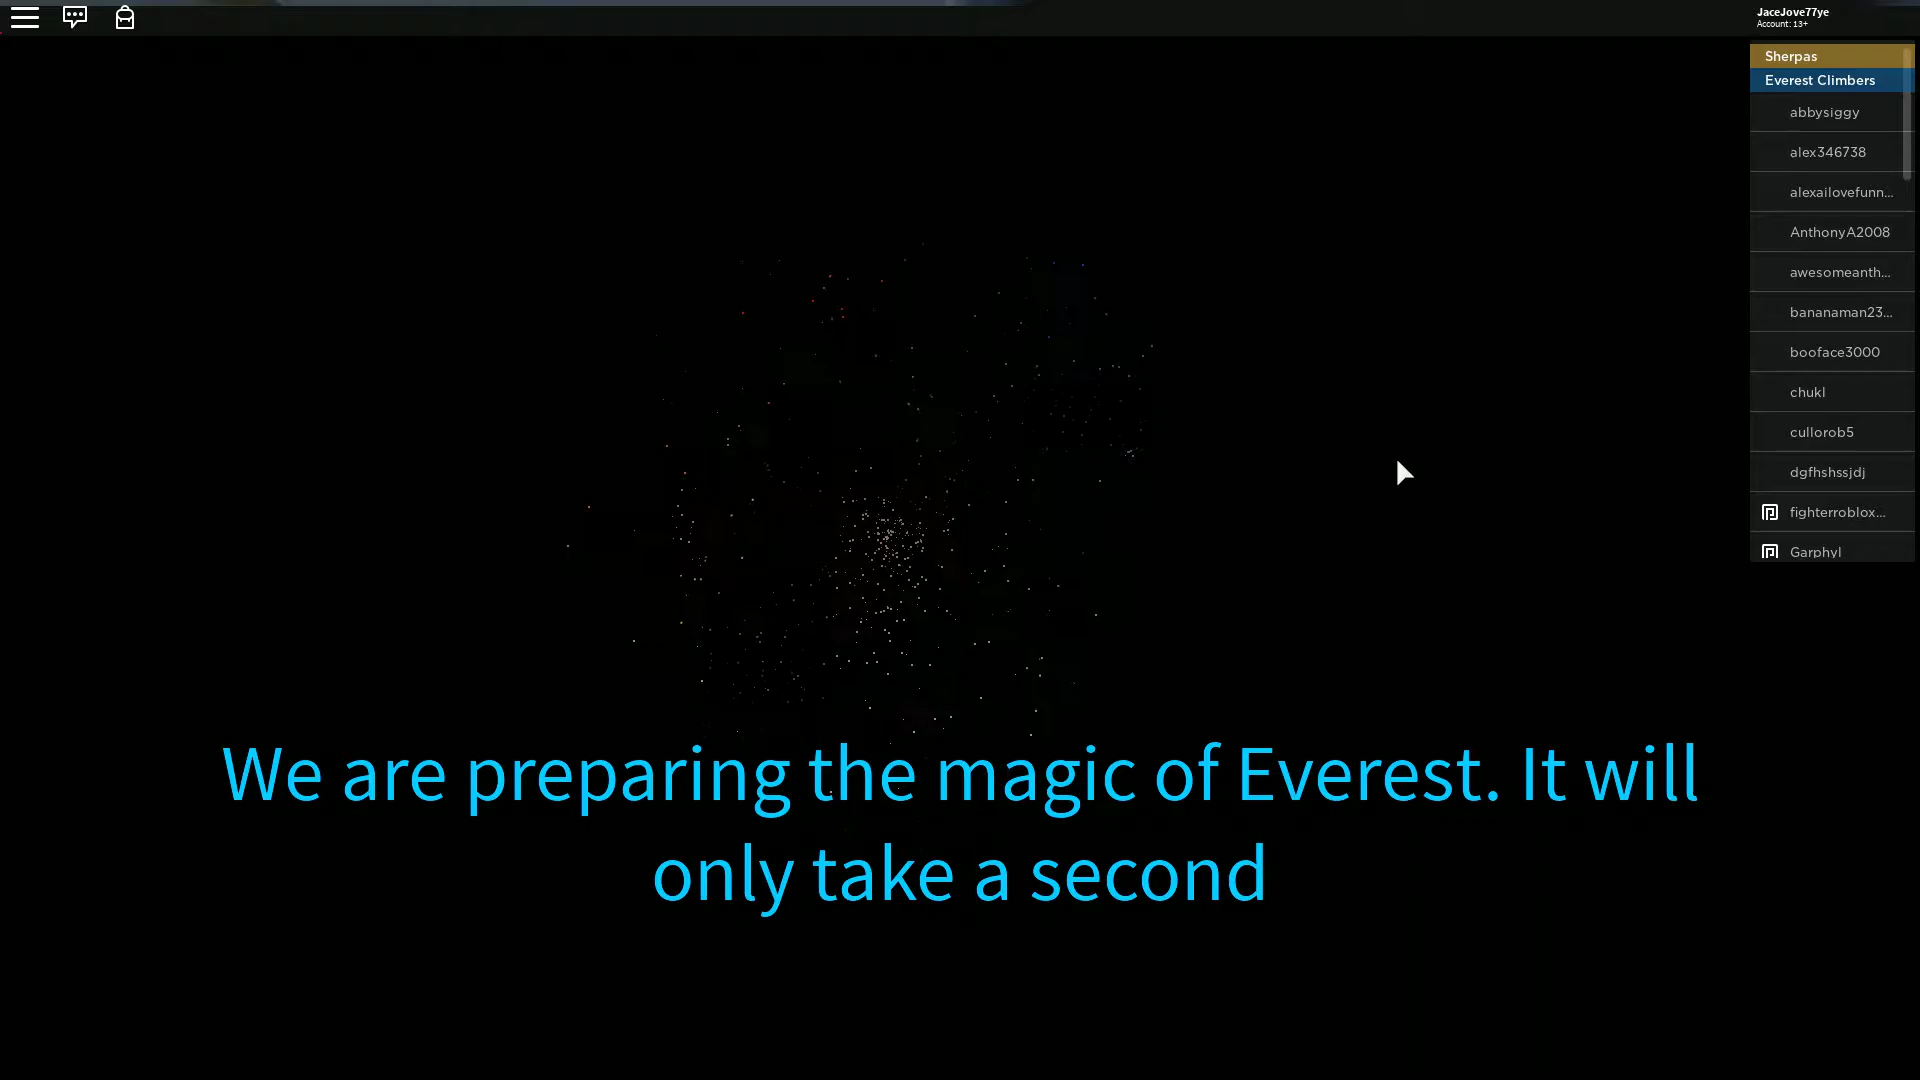 JaceJove77ye
Account: 13+
Sherpas
Everest Climbers
abbysiggy
alex346738
alexailovefunn...
AnthonyA2008
awesomeanth...
bananaman23...
booface3000
chukl
cullorob5
dgfhshssjdj
fighterroblox...
Garphyl
We are preparing the magic of Everest. It will
only take a second